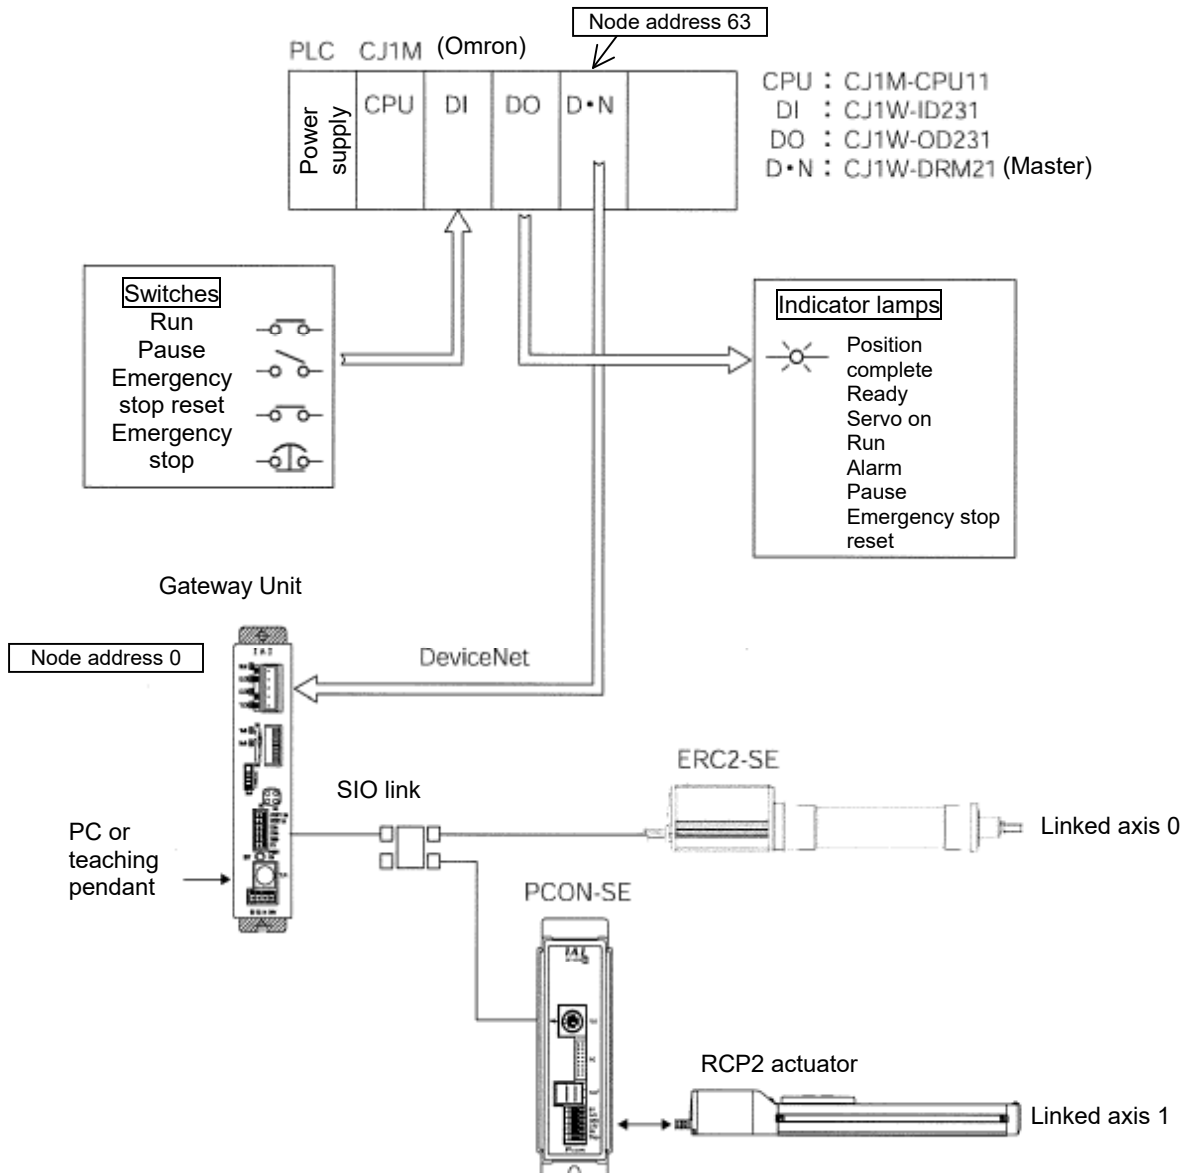 Node address 63
PLC CJ1M (Omron)
Power supply
CPU
DI
DO
D•N
CPU : CJ1M-CPU11
DI : CJ1W-ID231
DO : CJ1W-OD231
D•N : CJ1W-DRM21 (Master)
Switches
Run
Pause
Emergency
stop reset
Emergency
stop
Indicator lamps
Position
complete
Ready
Servo on
Run
Alarm
Pause
Emergency stop
reset
Gateway Unit
Node address 0
IAI
DeviceNet
SIO link
ERC2-SE
Linked axis 0
PC or
teaching
pendant
PCON-SE
IAI
RCP2 actuator
Linked axis 1